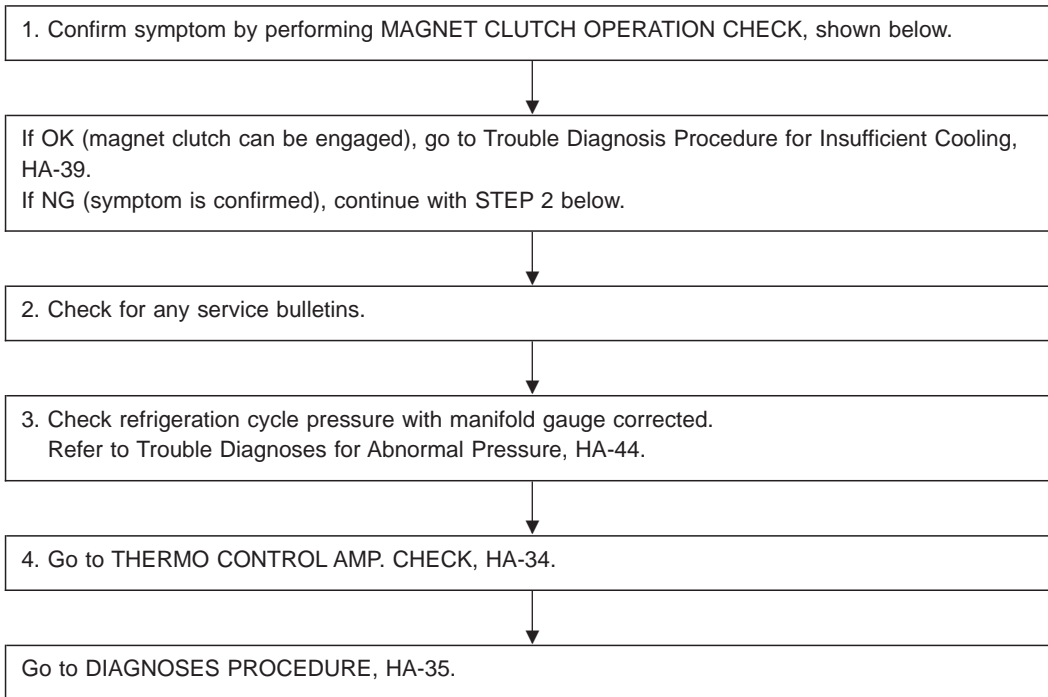 1. Confirm symptom by performing MAGNET CLUTCH OPERATION CHECK, shown below.
If OK (magnet clutch can be engaged), go to Trouble Diagnosis Procedure for Insufficient Cooling,
HA-39.
If NG (symptom is confirmed), continue with STEP 2 below.
2. Check for any service bulletins.
3. Check refrigeration cycle pressure with manifold gauge corrected.
Refer to Trouble Diagnoses for Abnormal Pressure, HA-44.
4. Go to THERMO CONTROL AMP. CHECK, HA-34.
Go to DIAGNOSES PROCEDURE, HA-35.